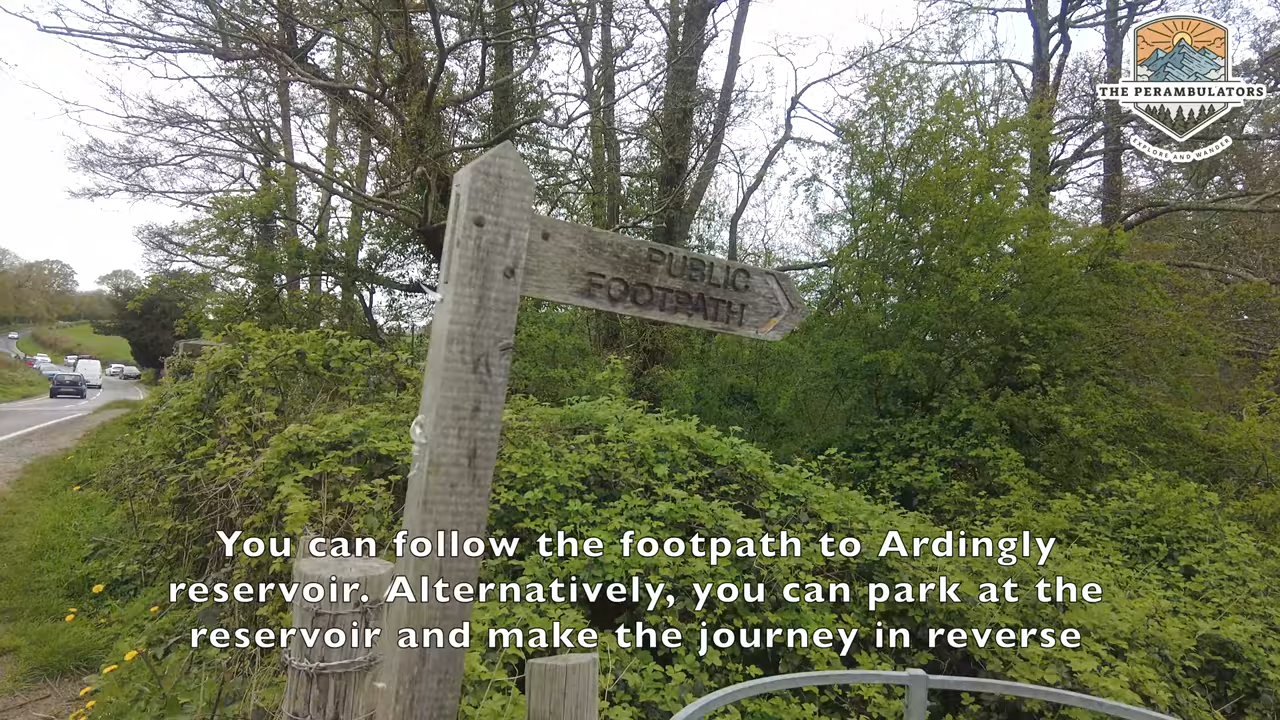 THE PERAMBULATORS
EXPLORE AND WANDER
PUBLIC
FOOTPATH
You can follow the footpath to Ardingly
reservoir. Alternatively, you can park at the
reservoir and make the journey in reverse